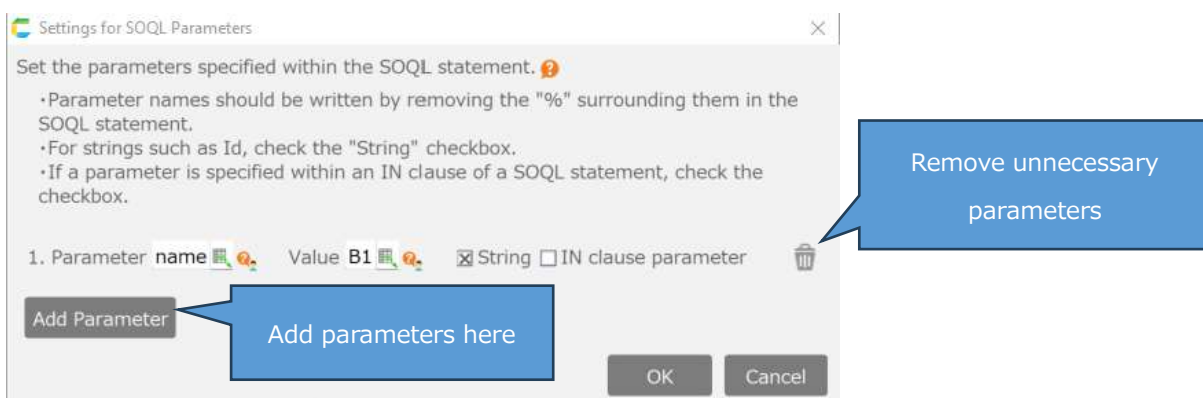 Settings for SOQL Parameters
Set the parameters specified within the SOQL statement.
・Parameter names should be written by removing the "%" surrounding them in the
SOQL statement.
・For strings such as Id, check the "String" checkbox.
・If a parameter is specified within an IN clause of a SOQL statement, check the
checkbox.
Remove unnecessary
parameters
1. Parameter name Value B1 String IN clause parameter
Add Parameter
Add parameters here
OK Cancel